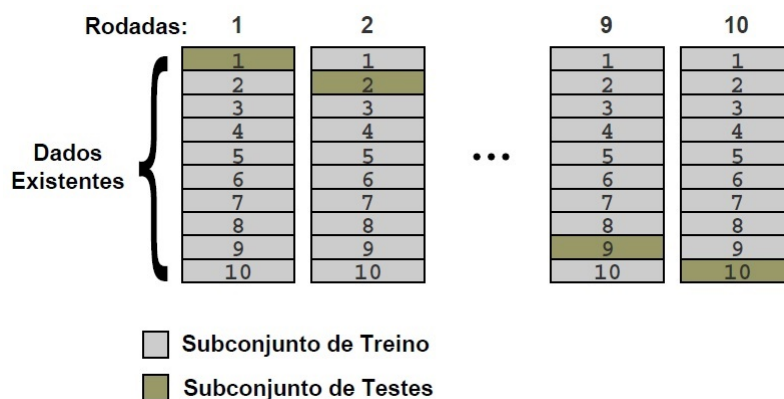 Rodadas: 1 2 9 10
1 1 1 1
2 2 2 2
3 3 3 3
4 4 4 4
5 5 5 5
6 6 6 6
7 7 7 7
8 8 8 8
9 9 9 9
10 10 10 10
Dados
Existentes
...
Subconjunto de Treino
Subconjunto de Testes